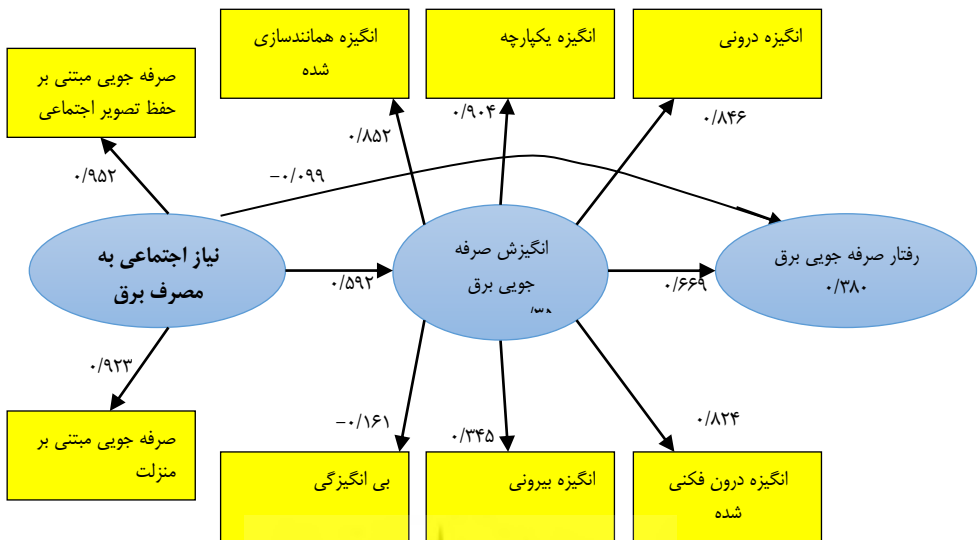 انگیزه همانندسازی
شده
انگیزه یکپارچه
انگیزه درونی
صرفه جویی مبتنی بر
حفظ تصویر اجتماعی
۰/۸۵۲
۰/۹۰۴
۰/۸۴۶
۰/۹۵۲
−۰/۰۹۹
نیاز اجتماعی به
مصرف برق
۰/۵۹۲
انگیزش صرفه
جویی برق
۰/۶۶۹
رفتار صرفه جویی برق
۰/۳۸۰
۰/۹۲۳
−۰/۱۶۱
۰/۳۴۵
۰/۸۲۴
صرفه جویی مبتنی بر
منزلت
بی انگیزگی
انگیزه بیرونی
انگیزه درون فکنی
شده